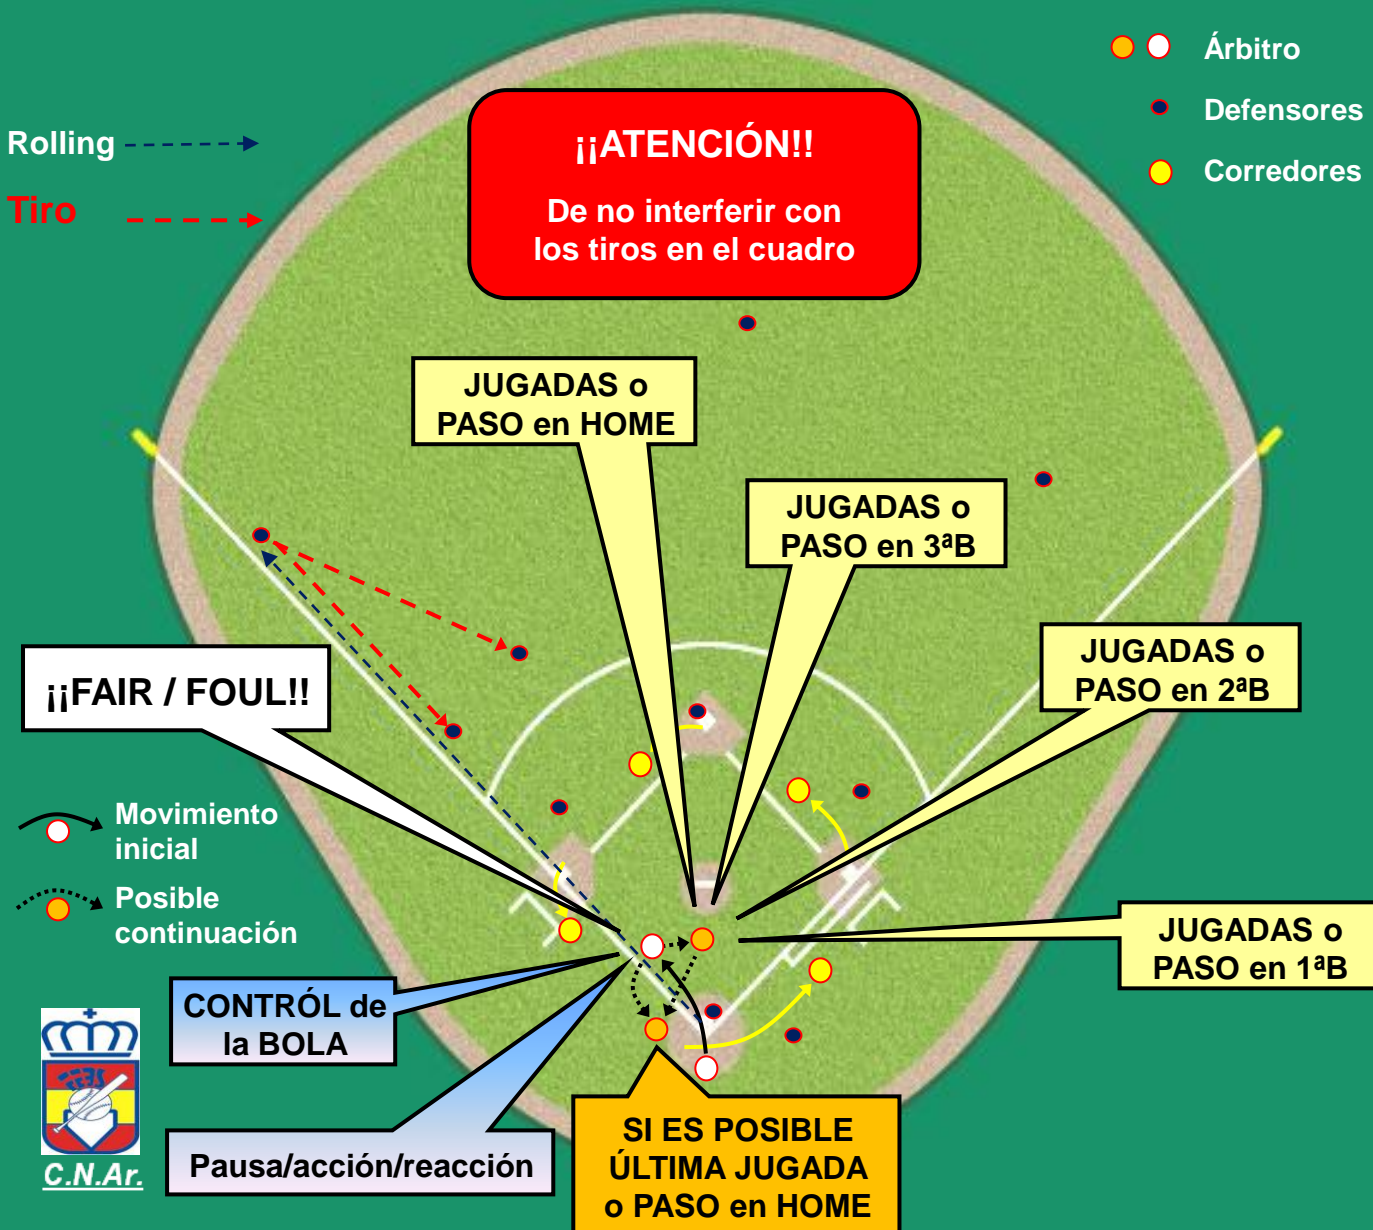 Árbitro
Defensores
Corredores
Rolling
Tiro
¡¡ATENCIÓN!!
De no interferir con
los tiros en el cuadro
JUGADAS o
PASO en HOME
JUGADAS o
PASO en 3ªB
JUGADAS o
PASO en 2ªB
¡¡FAIR / FOUL!!
Movimiento
inicial
Posible
continuación
JUGADAS o
PASO en 1ªB
CONTRÓL de
la BOLA
Pausa/acción/reacción
SI ES POSIBLE
ÚLTIMA JUGADA
o PASO en HOME
C.N.Ar.